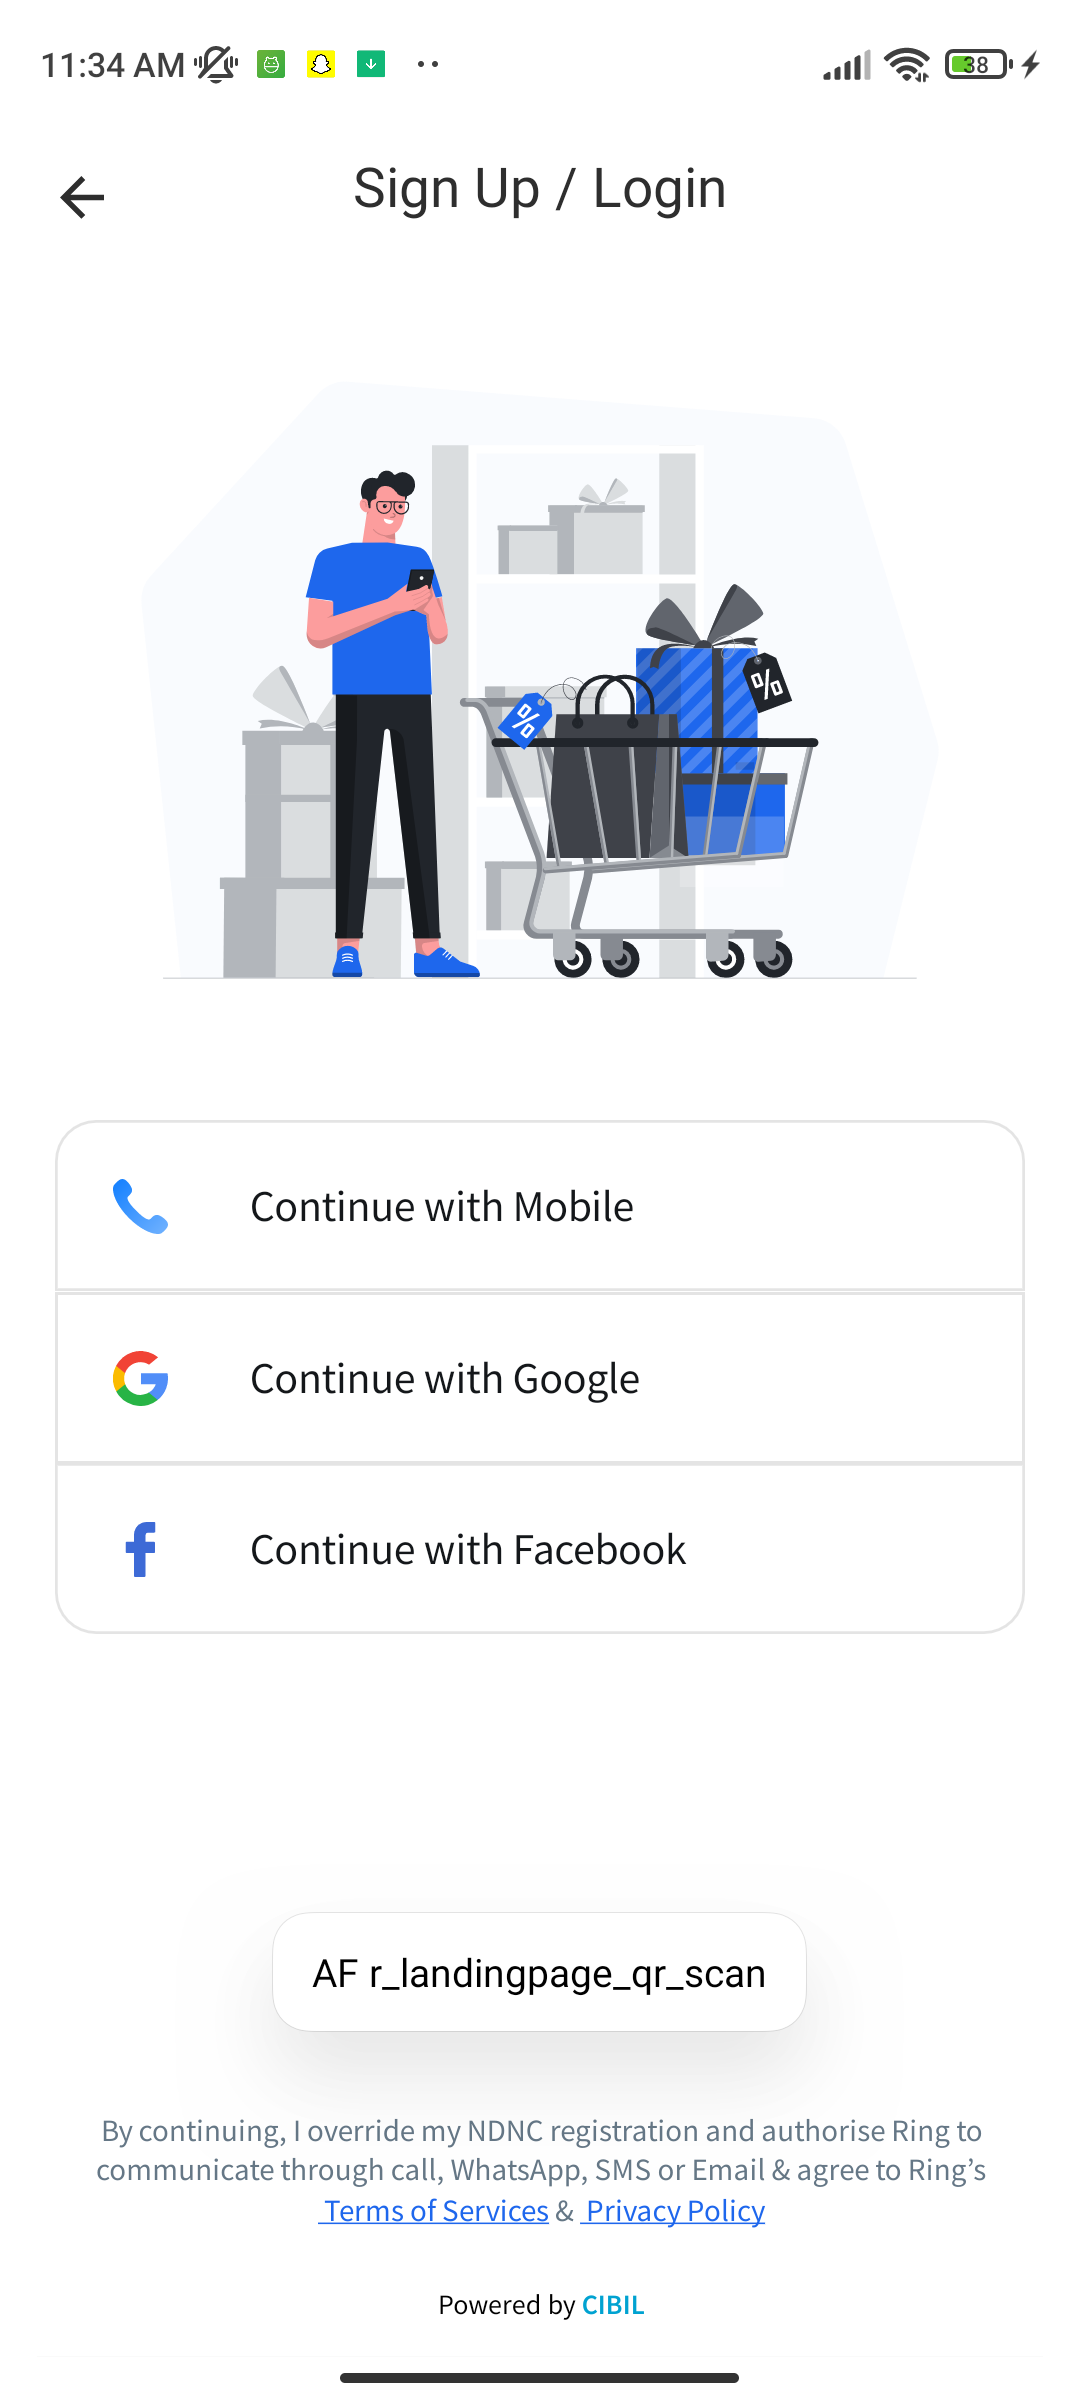 11:34 AM
38
Sign Up / Login
%
%
Continue with Mobile
Continue with Google
Continue with Facebook
AF r_landingpage_qr_scan
By continuing, I override my NDNC registration and authorise Ring to
communicate through call, WhatsApp, SMS or Email & agree to Ring’s
Terms of Services & Privacy Policy
Powered by CIBIL